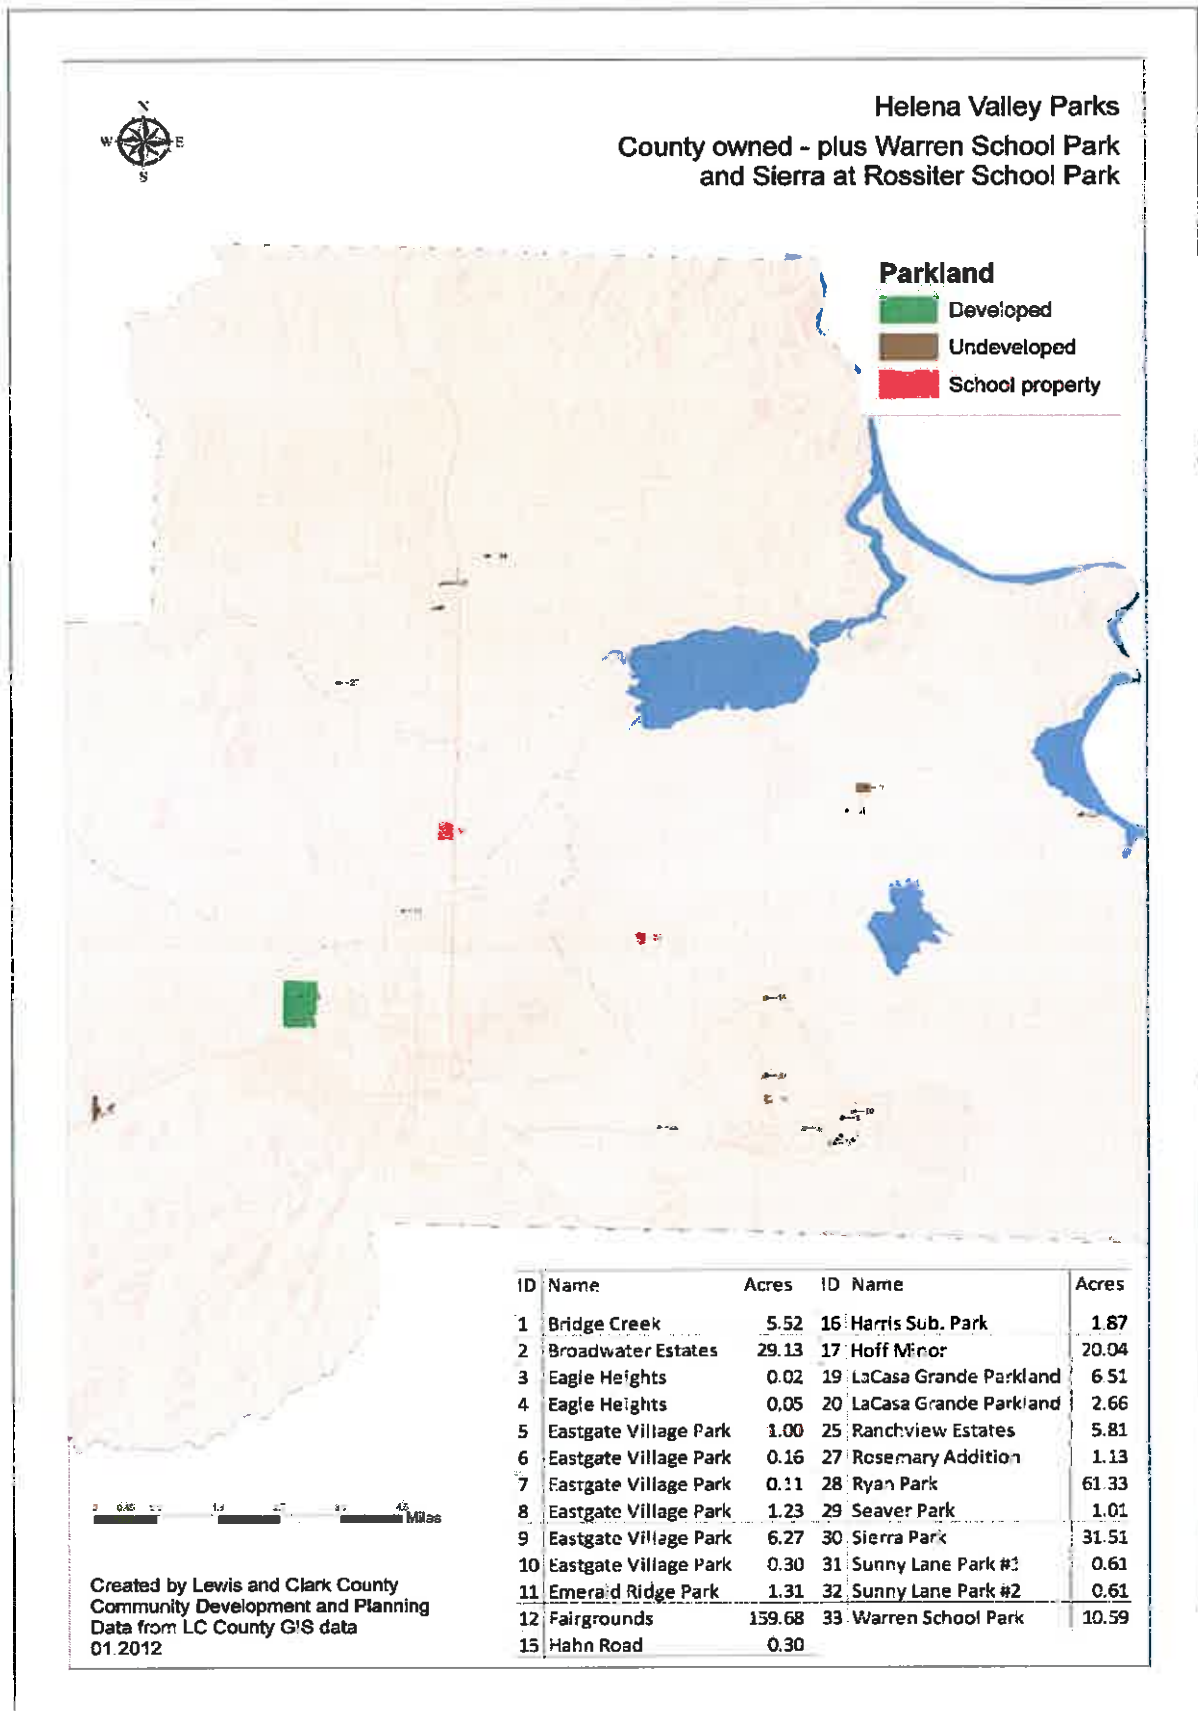 N
W E
S
Helena Valley Parks
County owned - plus Warren School Park
and Sierra at Rossiter School Park
Parkland
Developed
Undeveloped
School property
27
ID Name Acres ID Name Acres
1 Bridge Creek 5.52 16 Harris Sub. Park 1.87
2 Broadwater Estates 29.13 17 Hoff Minor 20.04
3 Eagle Heights 0.02 19 LaCasa Grande Parkland 6.51
4 Eagle Heights 0.05 20 LaCasa Grande Parkland 2.66
5 Eastgate Village Park 1.00 25 Ranchview Estates 5.81
6 Eastgate Village Park 0.16 27 Rosemary Addition 1.13
7 Eastgate Village Park 0.11 28 Ryan Park 61.33
8 Eastgate Village Park 1.23 29 Seaver Park 1.01
9 Eastgate Village Park 6.27 30 Sierra Park 31.51
10 Eastgate Village Park 0.30 31 Sunny Lane Park #1 0.61
11 Emerald Ridge Park 1.31 32 Sunny Lane Park #2 0.61
12 Fairgrounds 159.68 33 Warren School Park 10.59
15 Hahn Road 0.30
Miles
Created by Lewis and Clark County
Community Development and Planning
Data from LC County GIS data
01.2012